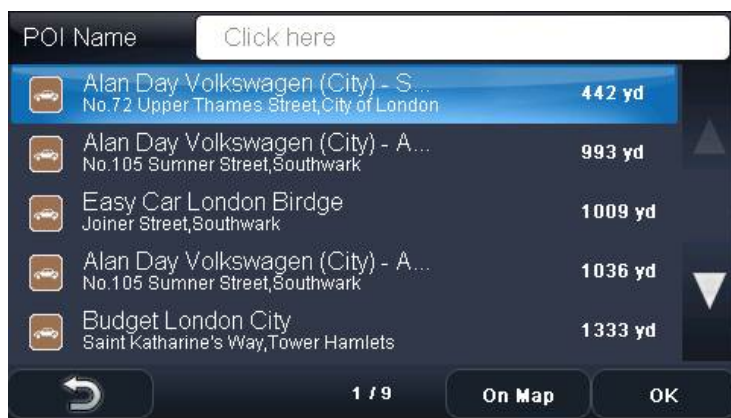 POI Name Click here
Alan Day Volkswagen (City) - S...
No.72 Upper Thames Street,City of London
442 yd
Alan Day Volkswagen (City) - A...
No.105 Sumner Street,Southwark
993 yd
Easy Car London Birdge
Joiner Street,Southwark
1009 yd
Alan Day Volkswagen (City) - A...
No.105 Sumner Street,Southwark
1036 yd
Budget London City
Saint Katharine's Way,Tower Hamlets
1333 yd
1 / 9 On Map OK